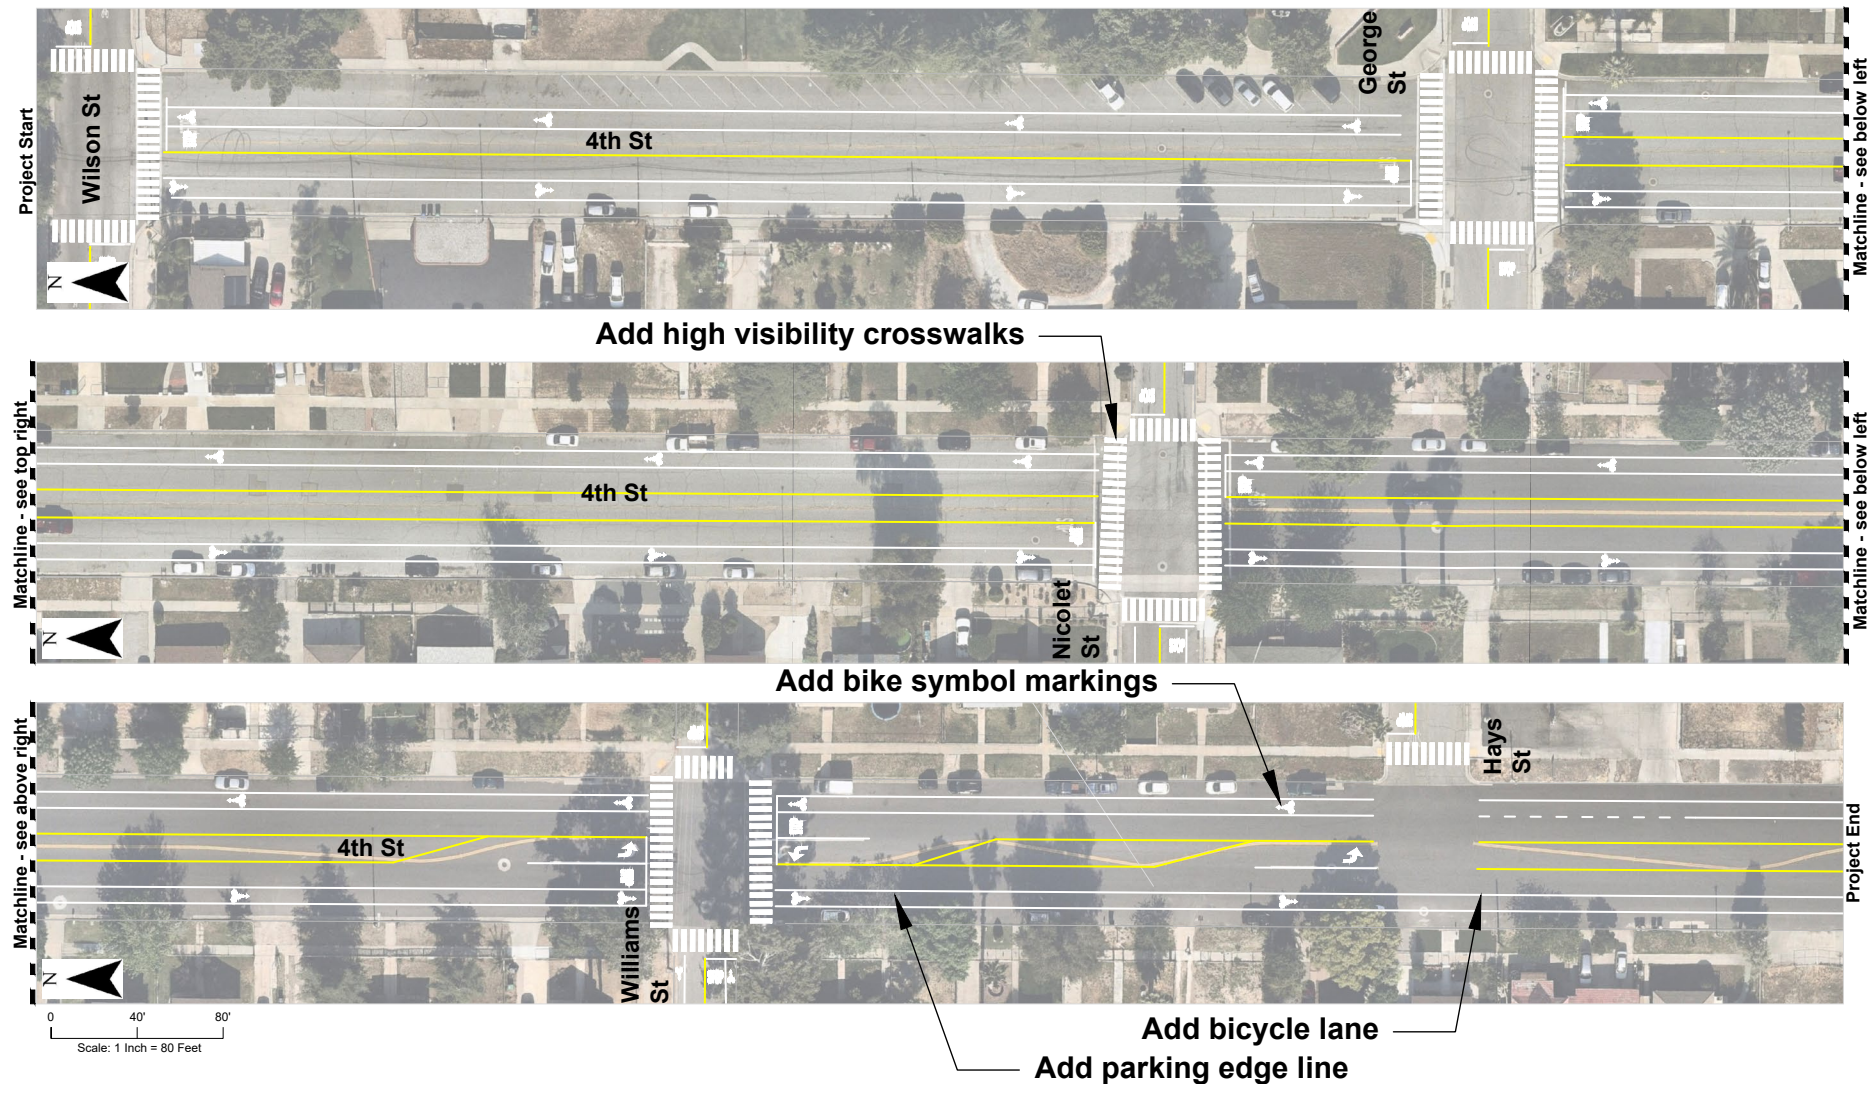 Project Start
Wilson St
4th St
George
St
Matchline - see below left
N
Add high visibility crosswalks
Matchline - see top right
4th St
Nicolet
St
Matchline - see below left
N
Add bike symbol markings
Matchline - see above right
4th St
Williams
St
Hays
St
Project End
N
0 40' 80'
Scale: 1 Inch = 80 Feet
Add bicycle lane
Add parking edge line